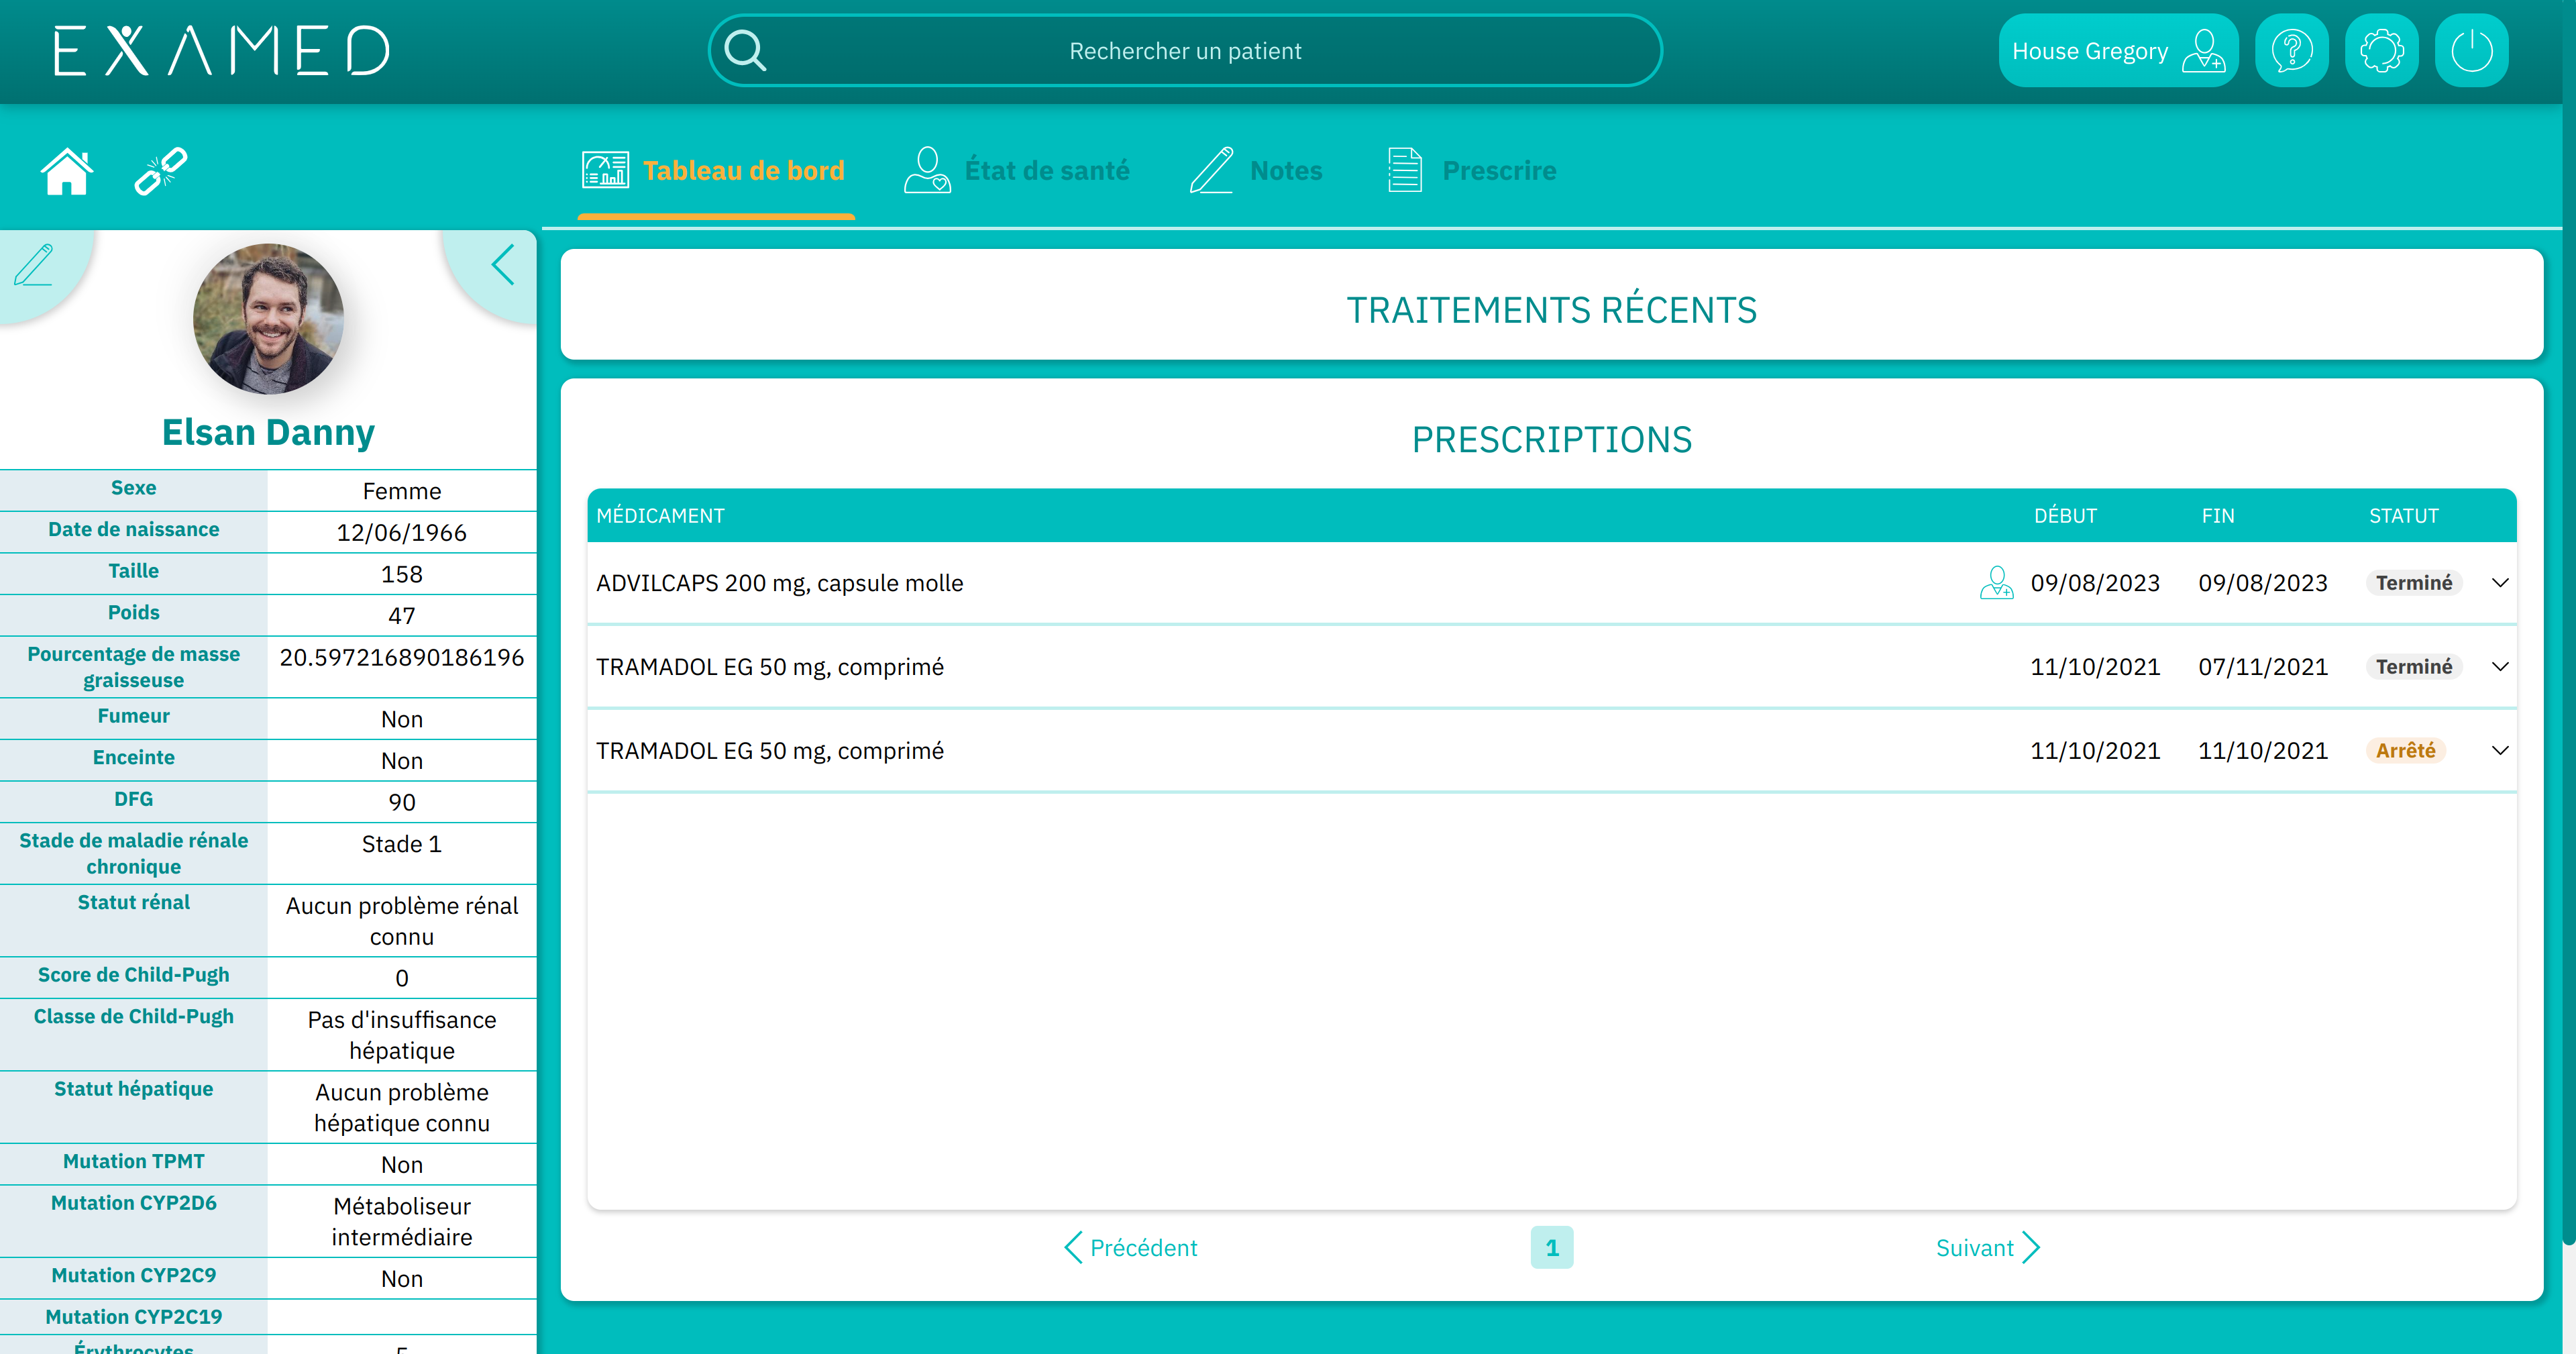 EXAMED
Rechercher un patient
House Gregory
Tableau de bord
État de santé
Notes
Prescrire
Elsan Danny
Sexe Femme
Date de naissance 12/06/1966
Taille 158
Poids 47
Pourcentage de masse 20.597216890186196
graisseuse
Fumeur Non
Enceinte Non
DFG 90
Stade de maladie rénale Stade 1
chronique
Statut rénal Aucun problème rénal
connu
Score de Child-Pugh 0
Classe de Child-Pugh Pas d'insuffisance
hépatique
Statut hépatique Aucun problème
hépatique connu
Mutation TPMT Non
Mutation CYP2D6 Métaboliseur
intermédiaire
Mutation CYP2C9 Non
Mutation CYP2C19
Érythrocytes 5
TRAITEMENTS RÉCENTS
PRESCRIPTIONS
MÉDICAMENT DÉBUT FIN STATUT
ADVILCAPS 200 mg, capsule molle 09/08/2023 09/08/2023 Terminé
TRAMADOL EG 50 mg, comprimé 11/10/2021 07/11/2021 Terminé
TRAMADOL EG 50 mg, comprimé 11/10/2021 11/10/2021 Arrêté
Précédent 1 Suivant